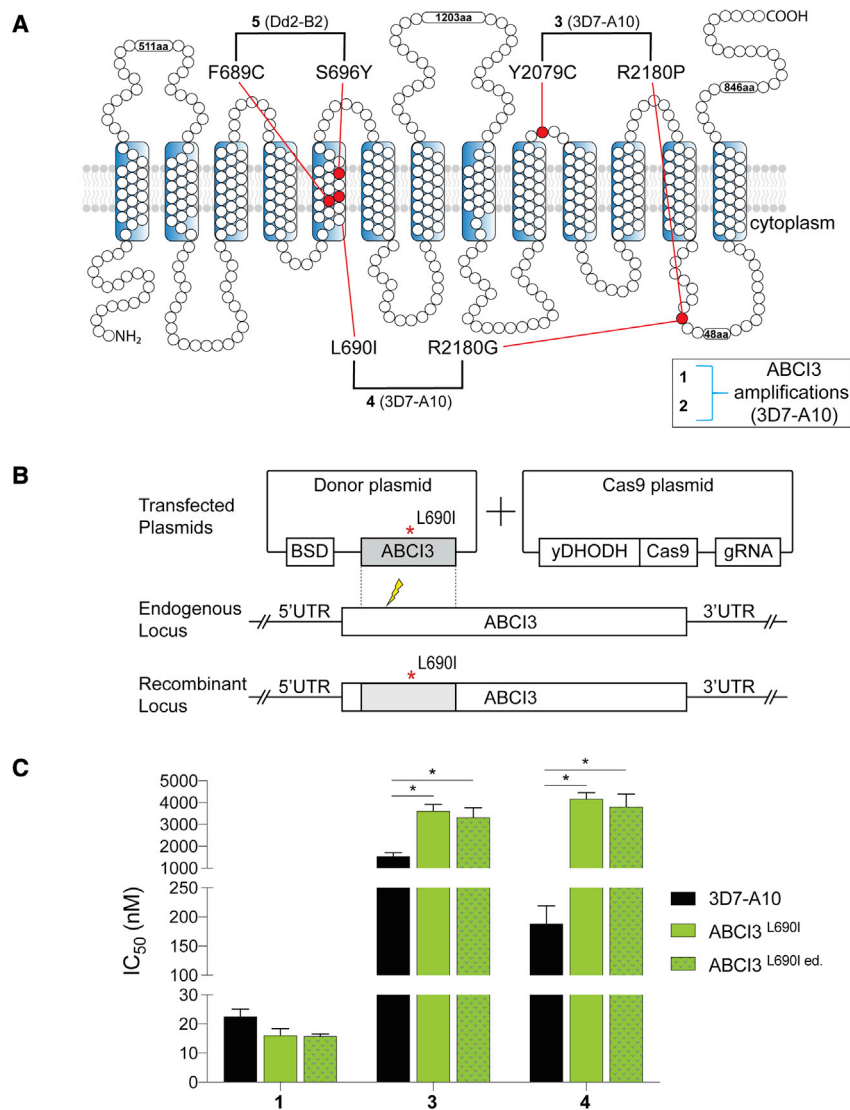 A
5 (Dd2-B2)
1203aa
3 (3D7-A10)
COOH
511aa
F689C S696Y
Y2079C R2180P
846aa
cytoplasm
NH₂
48aa
L690I R2180G
4 (3D7-A10)
1
2
ABCI3
amplifications
(3D7-A10)
B
Transfected
Plasmids
Donor plasmid
* L690I
BSD ABCI3
+
Cas9 plasmid
yDHODH Cas9 gRNA
Endogenous
Locus
5'UTR ABCI3 3'UTR
* L690I
Recombinant
Locus
5'UTR ABCI3 3'UTR
C
IC50 (nM)
5000
4000
3000
2000
1000
250
200
150
100
30
20
10
0
* *
* *
1 3 4
3D7-A10
ABCI3 L690I
ABCI3 L690I ed.